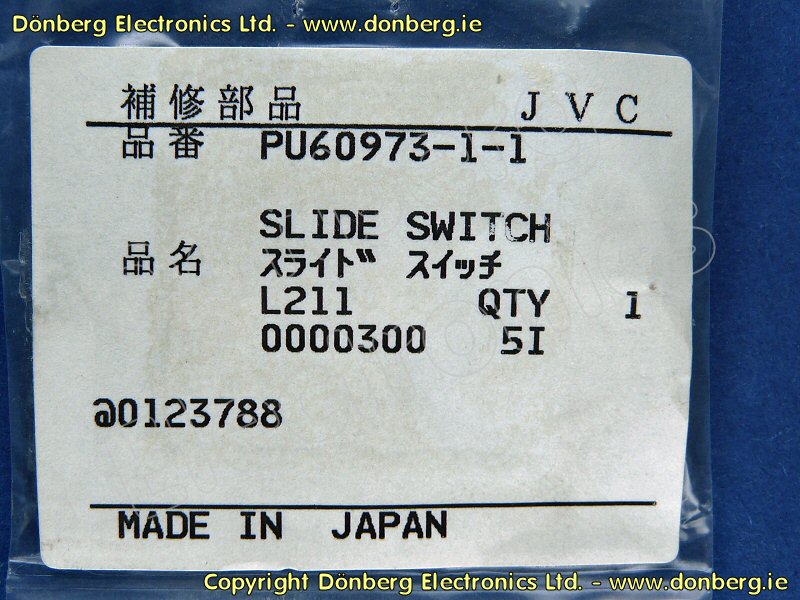 Dönberg Electronics Ltd. - www.donberg.ie
補修部品 JVC
品番 PU60973-1-1
SLIDE SWITCH
品名 スライド スイッチ
L211 QTY 1
0000300 5I
a0123788
MADE IN JAPAN
Copyright Dönberg Electronics Ltd. - www.donberg.ie